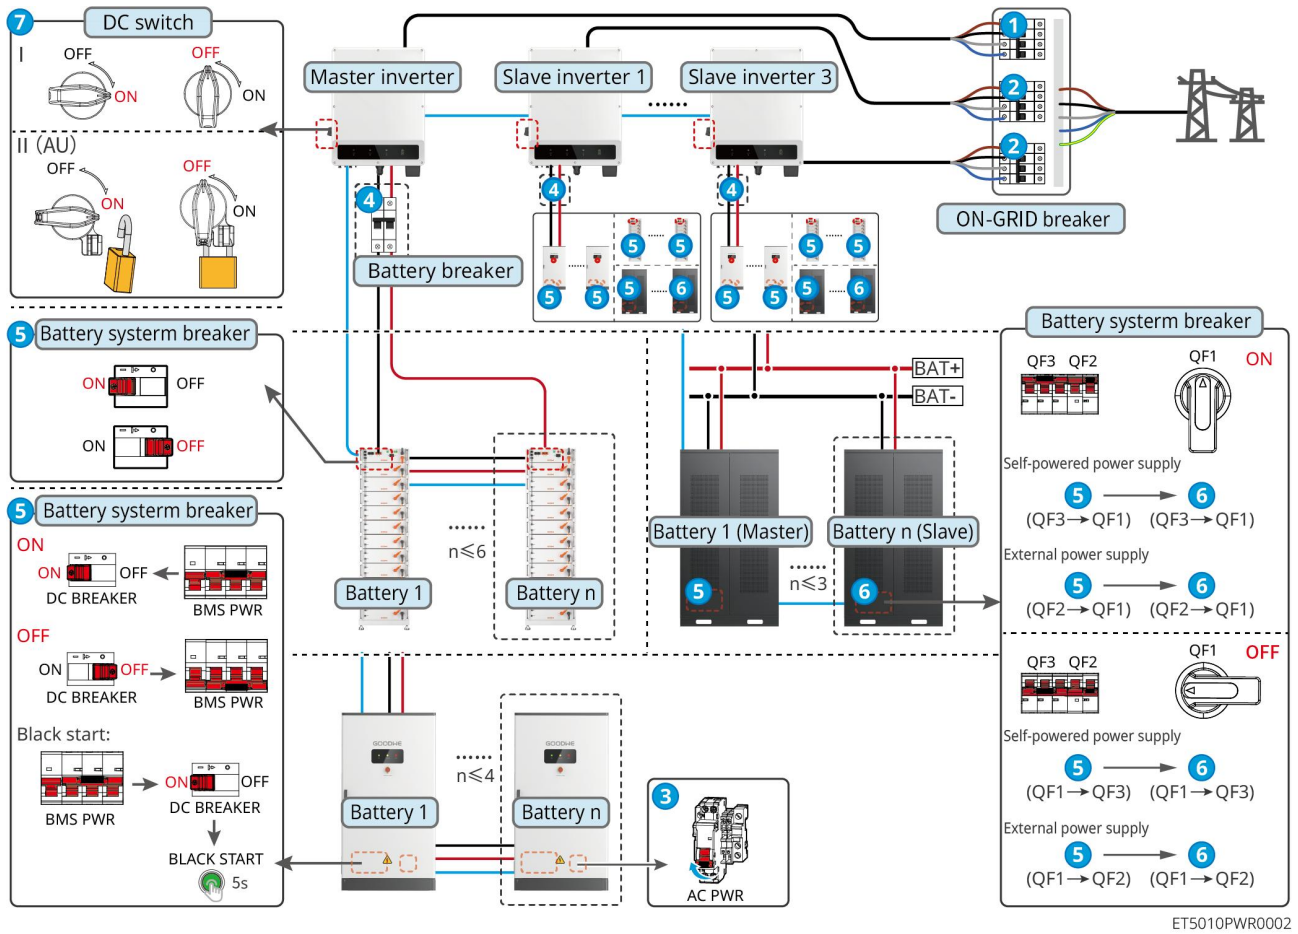 7
DC switch
I
OFF
ON
OFF
ON
II (AU)
OFF
ON
OFF
ON
Master inverter
Slave inverter 1
Slave inverter 3
......
1
2
2
ON-GRID breaker
4
Battery breaker
4
4
5
......
5
5
......
5
5
......
6
5
......
5
5
......
5
5
......
6
5
Battery systerm breaker
ON
OFF
ON
OFF
5
Battery systerm breaker
ON
ON
OFF
DC BREAKER
BMS PWR
OFF
ON
OFF
DC BREAKER
BMS PWR
Black start:
BMS PWR
ON
OFF
DC BREAKER
BLACK START
5s
......
n≤6
Battery 1
Battery n
BAT+
BAT-
Battery 1 (Master)
Battery n (Slave)
......
n≤3
5
6
GOODWE
GOODWE
......
n≤4
Battery 1
Battery n
3
AC PWR
Battery systerm breaker
QF3 QF2
QF1
ON
Self-powered power supply
5 → 6
(QF3→QF1) (QF3→QF1)
External power supply
5 → 6
(QF2→QF1) (QF2→QF1)
QF3 QF2
QF1
OFF
Self-powered power supply
5 → 6
(QF1→QF3) (QF1→QF3)
External power supply
5 → 6
(QF1→QF2) (QF1→QF2)
ET5010PWR0002